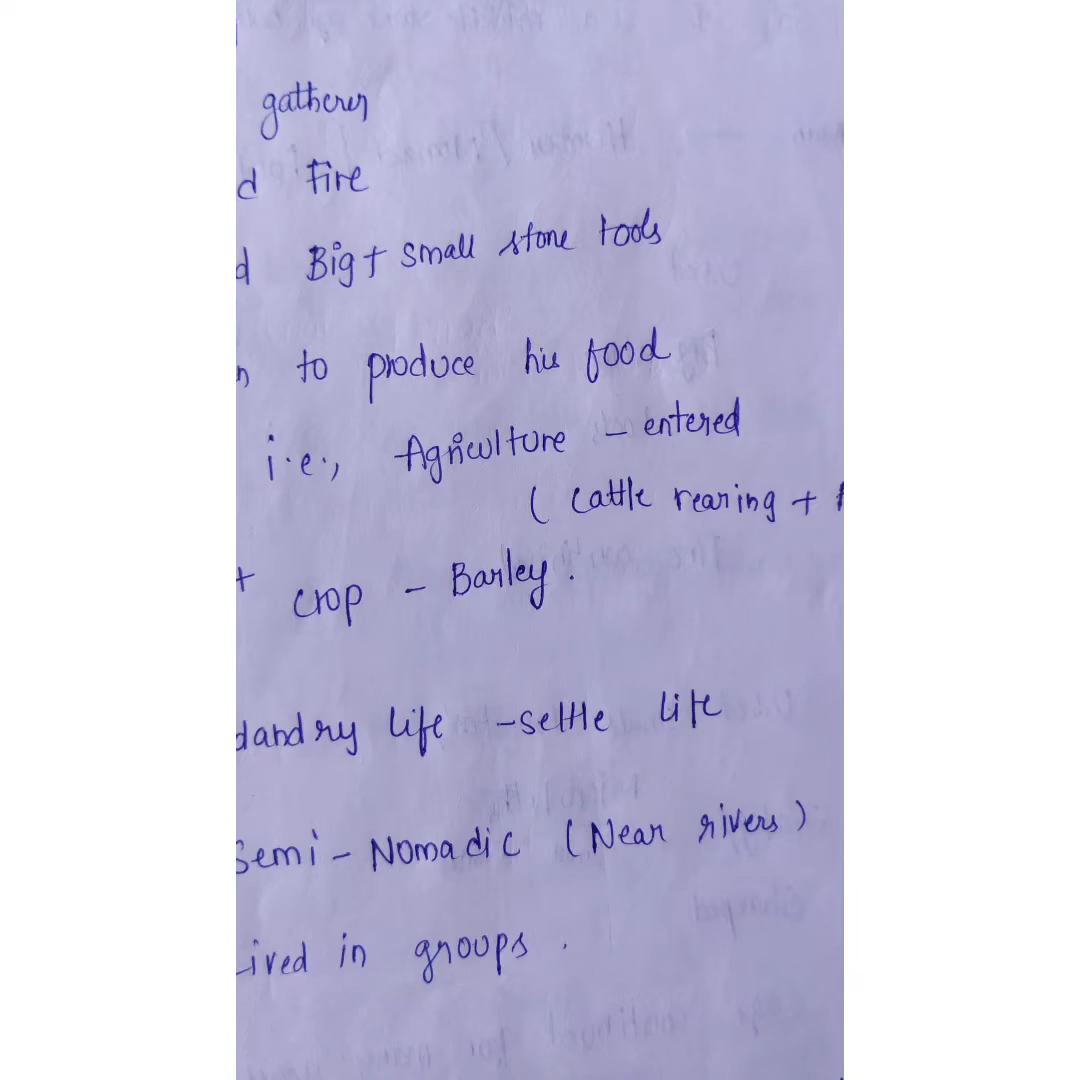 gatherer
d Fire
d Big + small stone tools
n to produce his food
i.e., Agriculture - entered
( cattle rearing +
t crop - Barley.
dandry life - settle life
Semi - Nomadic (Near rivers)
Lived in groups.